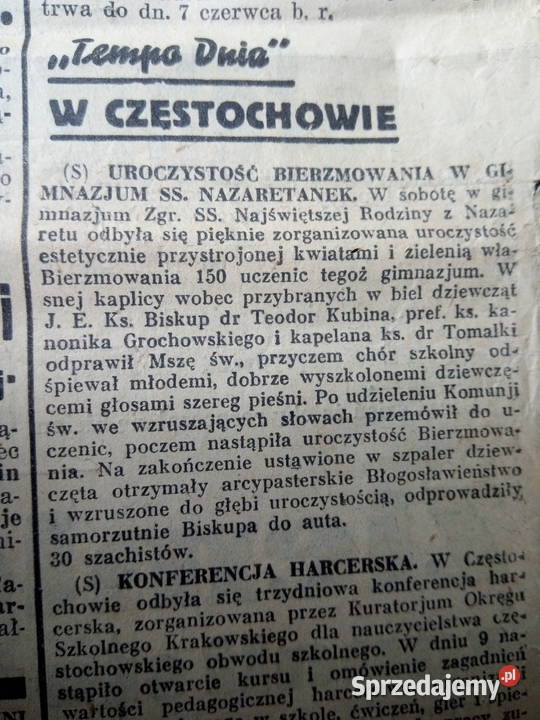 trwa do dn. 7 czerwca b. r.
„Tempo Dnia"
W CZĘSTOCHOWIE
(S) UROCZYSTOŚĆ BIERZMOWANIA W GI-
MNAZJUM SS. NAZARETANEK. W sobotę w gi-
mnazjum Zgr. SS. Najświętszej Rodziny z Naza-
retu odbyła się pięknie zorganizowana uroczystość
estetycznie przystrojonej kwiatami i zielenią wła-
Bierzmowania 150 uczenic tegoż gimnazjum. W
snej kaplicy wobec przybranych w biel dziewcząt
J. E. Ks. Biskup dr Teodor Kubina, pref. ks. ka-
nonika Grochowskiego i kapelana ks. dr Tomalki
odprawił Mszę św., przyczem chór szkolny od-
śpiewał młodemi, dobrze wyszkolonemi dziewczę-
cemi głosami szereg pieśni. Po udzieleniu Komunji
św. we wzruszających słowach przemówił do u-
czenic, poczem nastąpiła uroczystość Bierzmowa-
nia. Na zakończenie ustawione w szpaler dziew-
częta otrzymały arcypasterskie Błogosławieństwo
i wzruszone do głębi uroczystością, odprowadziły
samorzutnie Biskupa do auta.
30 szachistów.
(S) KONFERENCJA HARCERSKA. W Często-
chowie odbyła się trzydniowa konferencja har-
cerska, zorganizowana przez Kuratorjum Okręgu
Szkolnego Krakowskiego dla nauczycielstwa czę-
stochowskiego obwodu szkolnego. W dniu 9 na-
stąpiło otwarcie kursu i omówienie zagadnień
wartości pedagogicznej
w szkole, ćwiczeń, gier i
Sprzedajemy.pl